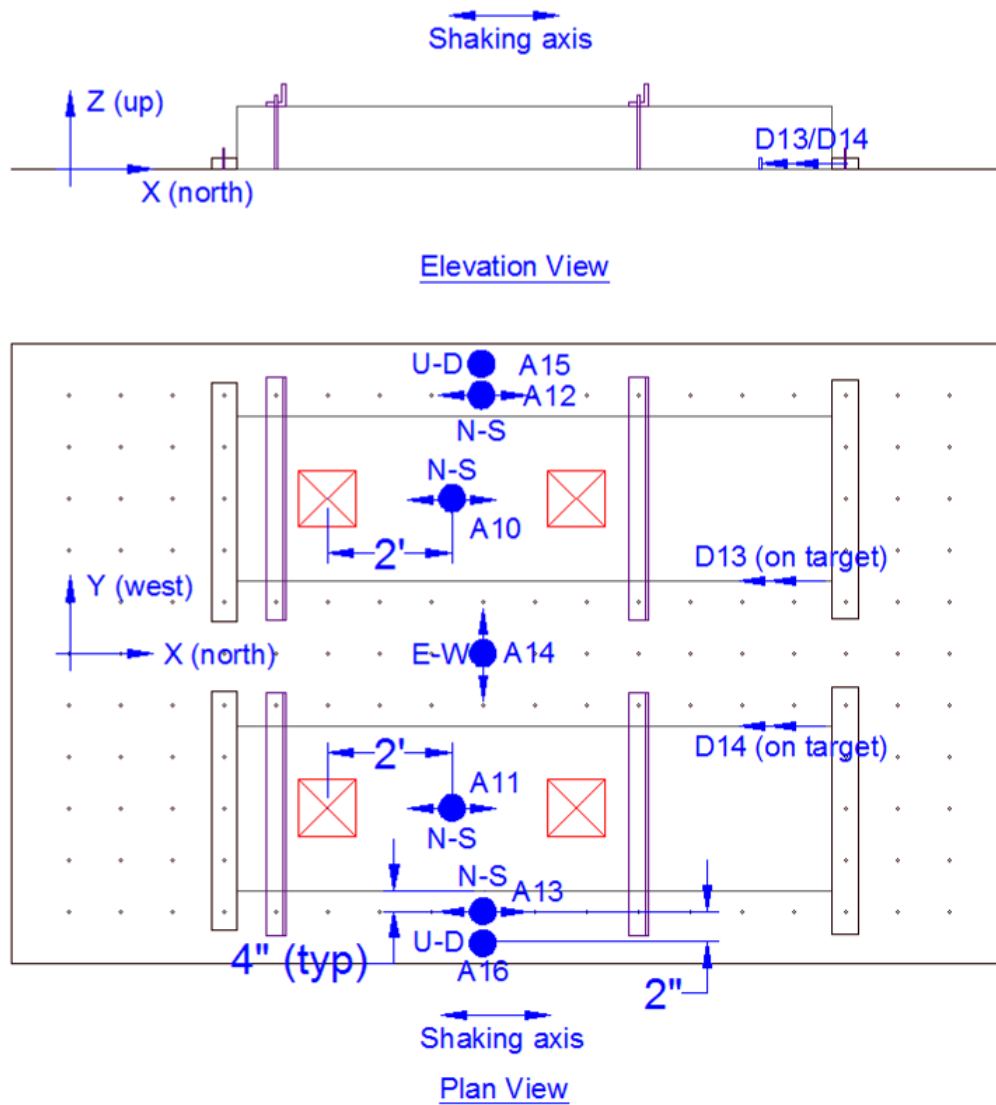 Shaking axis
Z (up)
D13/D14
X (north)
Elevation View
U-D A15
A12
N-S
N-S
A10
2'
D13 (on target)
Y (west)
X (north)
E-W A14
2'
D14 (on target)
A11
N-S
N-S
A13
U-D
4" (typ)
A16
2"
Shaking axis
Plan View